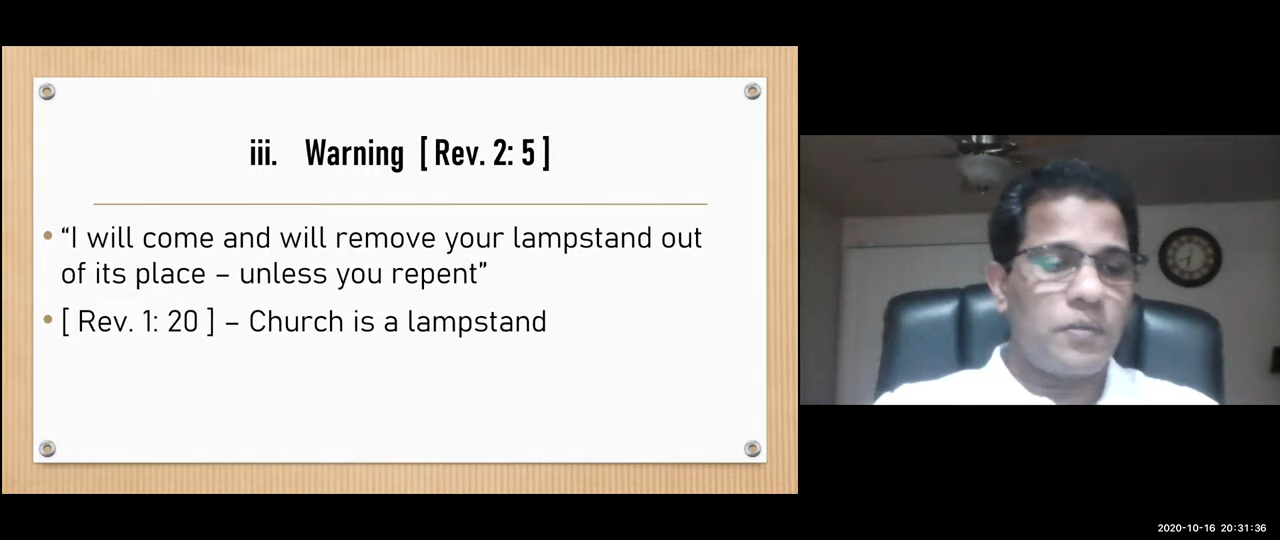 iii. Warning [ Rev. 2: 5 ]
• “I will come and will remove your lampstand out
of its place – unless you repent”
• [ Rev. 1: 20 ] – Church is a lampstand
2020-10-16 20:31:36